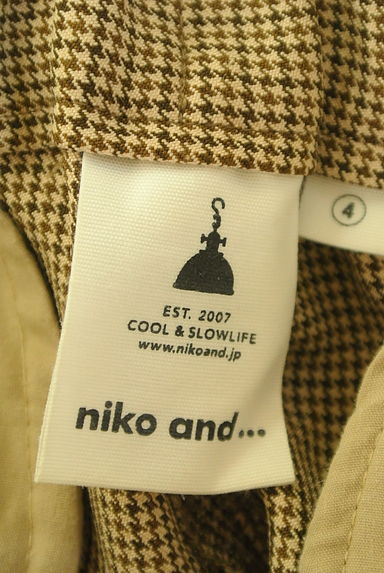 ④
EST. 2007
COOL & SLOWLIFE
www.nikoand.jp
niko and...